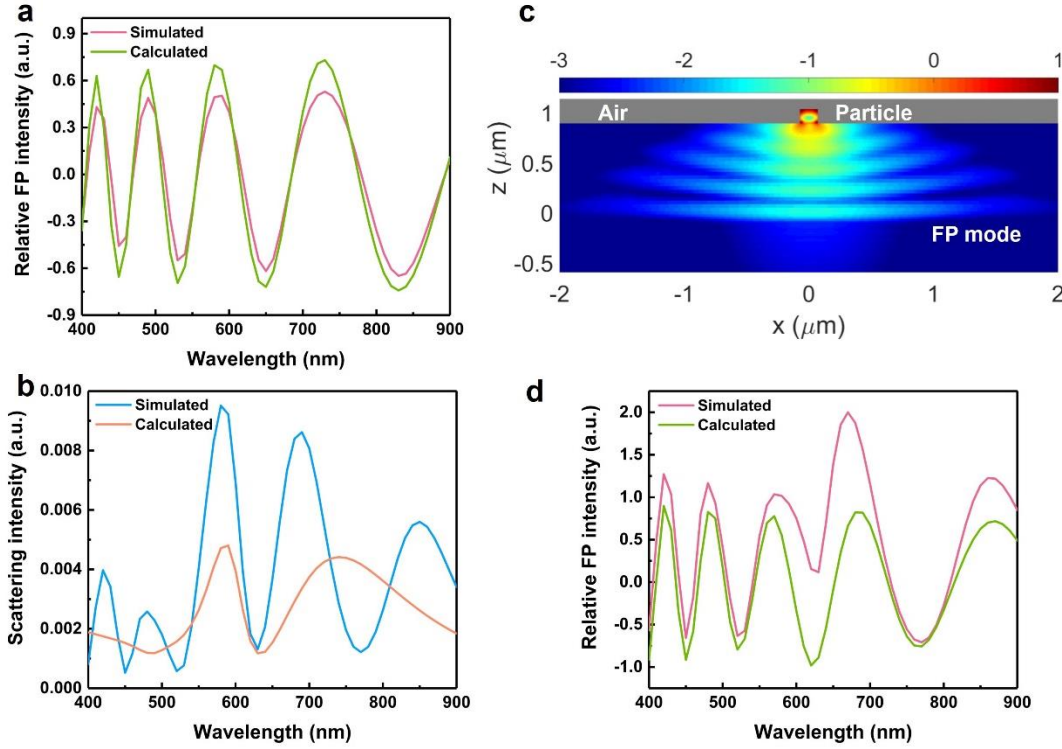 a
Simulated
Calculated
Relative FP intensity (a.u.)
0.9
0.6
0.3
0.0
-0.3
-0.6
-0.9
400 500 600 700 800 900
Wavelength (nm)
c
-3 -2 -1 0 1
Air Particle
FP mode
z (μm)
1
0.5
0
-0.5
-2 -1 0 1 2
x (μm)
b
Simulated
Calculated
Scattering intensity (a.u.)
0.010
0.008
0.006
0.004
0.002
0.000
400 500 600 700 800 900
Wavelength (nm)
d
Simulated
Calculated
Relative FP intensity (a.u.)
2.0
1.5
1.0
0.5
0.0
-0.5
-1.0
400 500 600 700 800 900
Wavelength (nm)